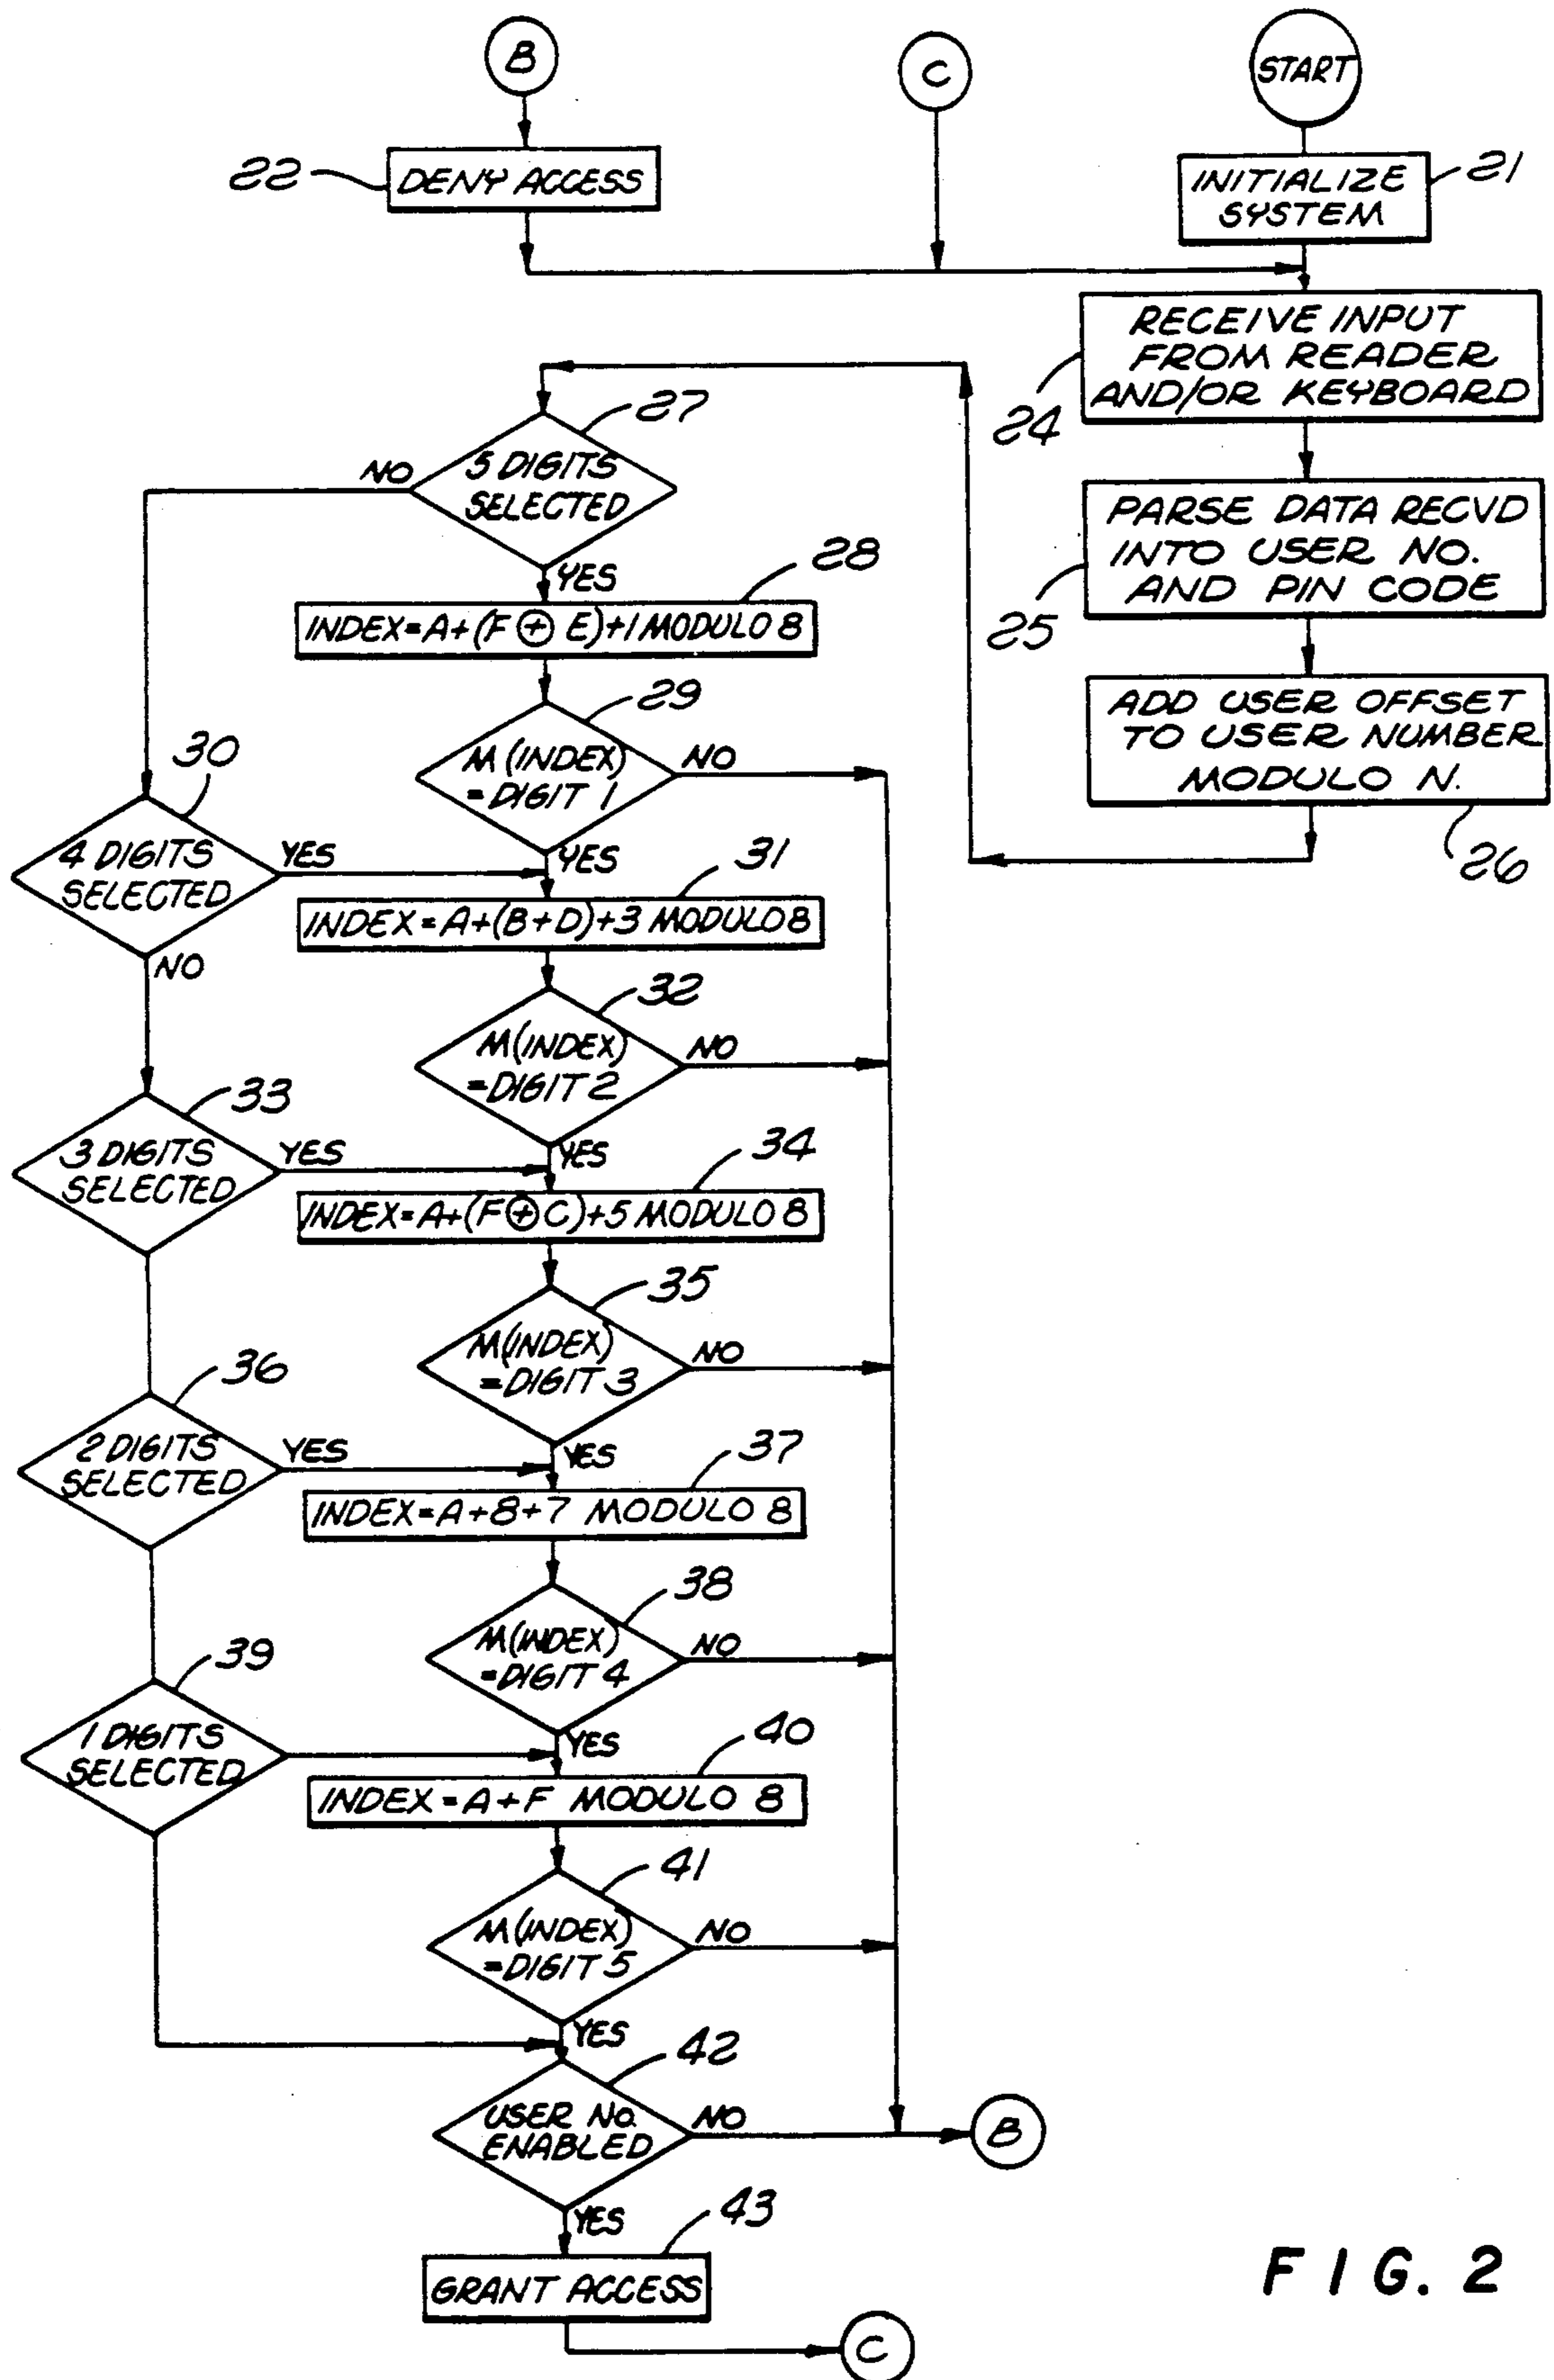 B
C
START
22
DENY ACCESS
INITIALIZE
SYSTEM
21
RECEIVE INPUT
FROM READER
AND/OR KEYBOARD
24
27
5 DIGITS
SELECTED
NO
YES
PARSE DATA RECVD
INTO USER NO.
AND PIN CODE
25
28
INDEX=A+(F⊕E)+1 MODULO 8
ADD USER OFFSET
TO USER NUMBER
MODULO N.
26
29
M(INDEX)
=DIGIT 1
NO
YES
30
4 DIGITS
SELECTED
YES
NO
31
INDEX=A+(B+D)+3 MODULO 8
32
M(INDEX)
=DIGIT 2
NO
YES
33
3 DIGITS
SELECTED
YES
34
INDEX=A+(F⊕C)+5 MODULO 8
35
M(INDEX)
=DIGIT 3
NO
YES
36
2 DIGITS
SELECTED
YES
37
INDEX=A+8+7 MODULO 8
38
M(INDEX)
=DIGIT 4
NO
YES
39
1 DIGITS
SELECTED
40
INDEX=A+F MODULO 8
41
M(INDEX)
=DIGIT 5
NO
YES
42
USER NO.
ENABLED
NO
B
YES
43
GRANT ACCESS
C
FIG. 2